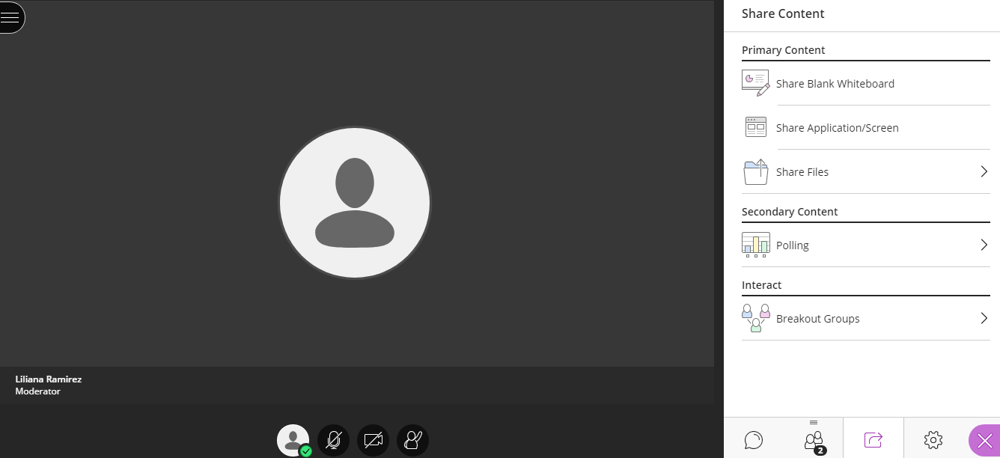 Share Content
Primary Content
Share Blank Whiteboard
Share Application/Screen
Share Files
Secondary Content
Polling
Interact
Breakout Groups
Liliana Ramirez
Moderator
2